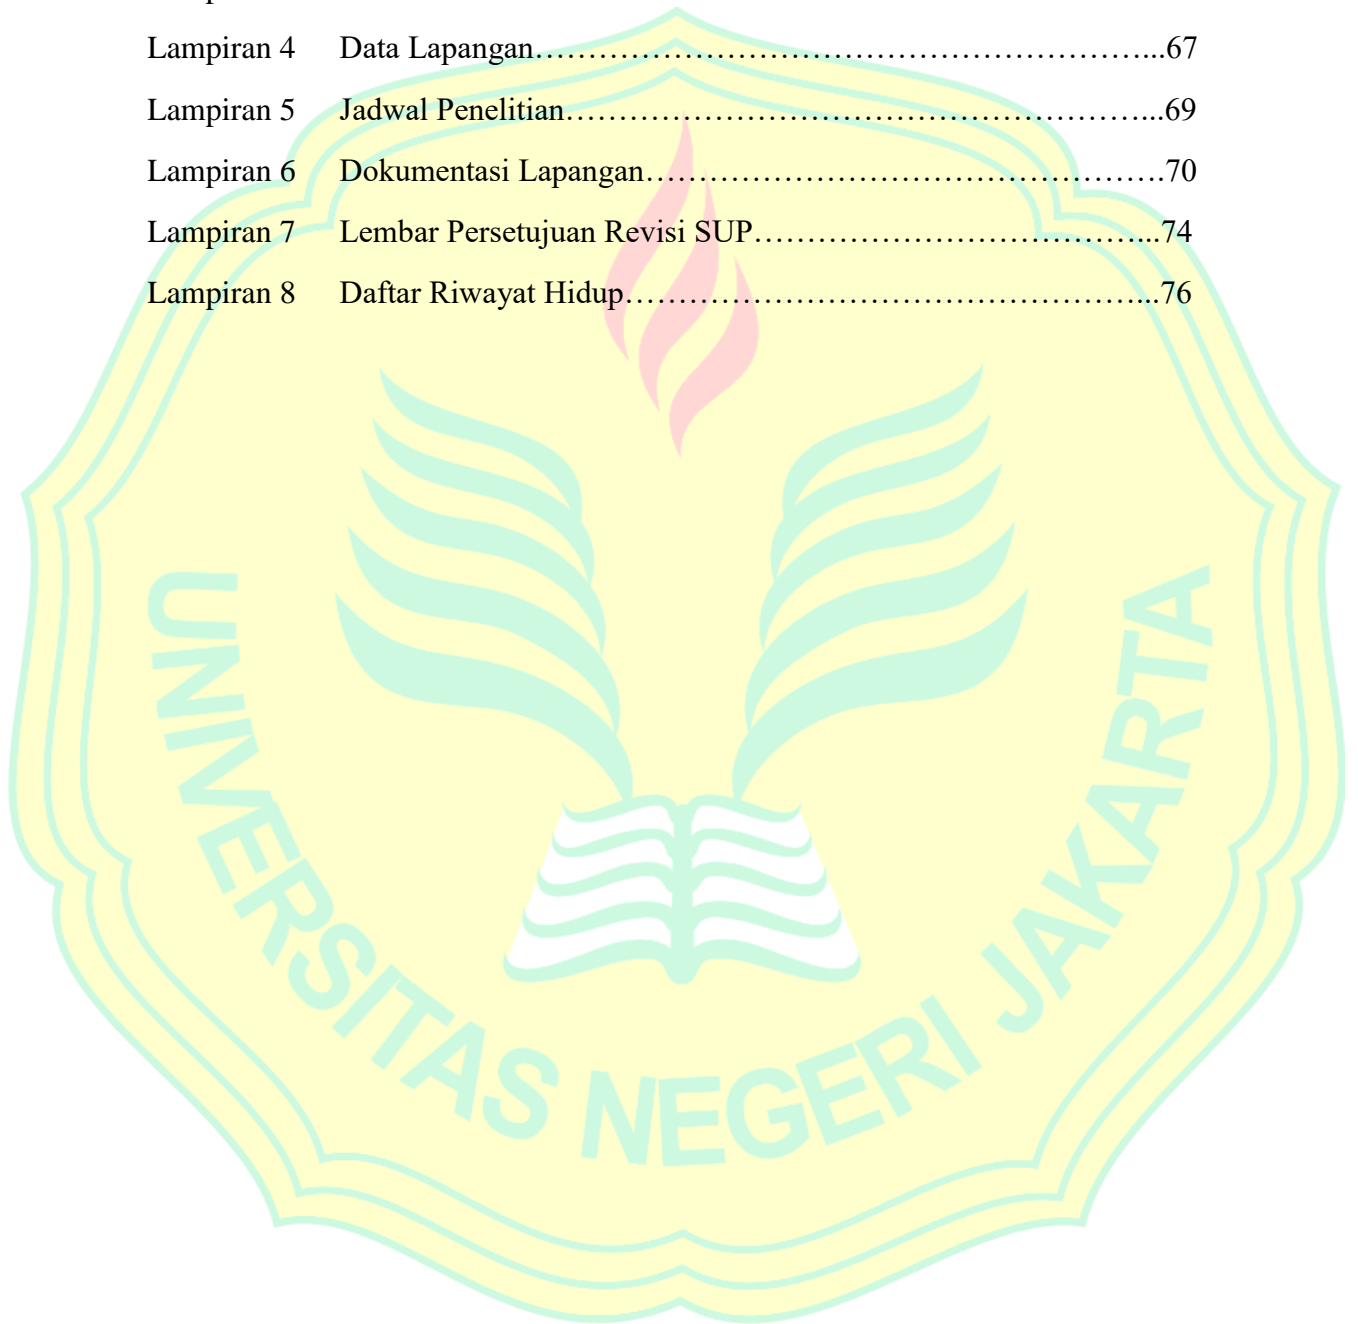 Lampiran 4 Data Lapangan…………………………………………………...67
Lampiran 5 Jadwal Penelitian………………………………………………...69
Lampiran 6 Dokumentasi Lapangan………………………………………….70
Lampiran 7 Lembar Persetujuan Revisi SUP………………………………...74
Lampiran 8 Daftar Riwayat Hidup…………………………………………...76
UNIVERSITAS NEGERI JAKARTA